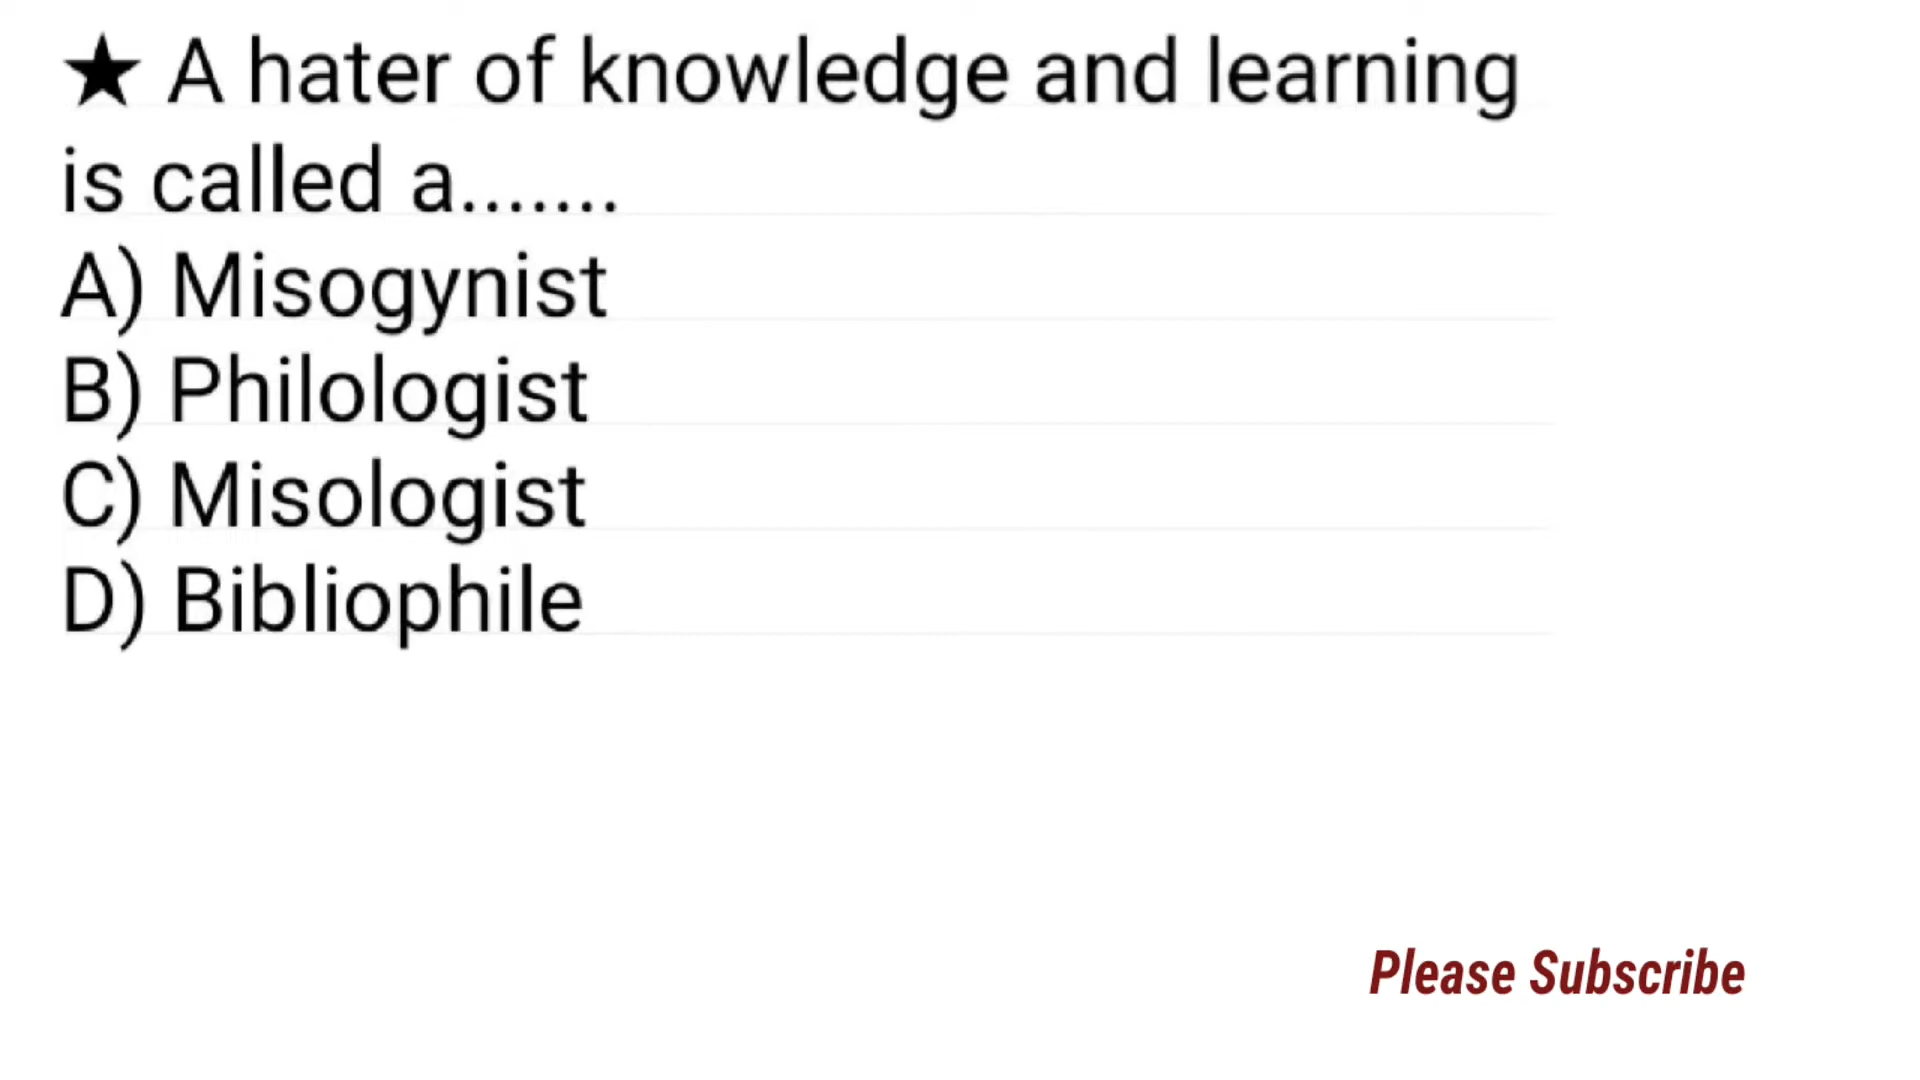 ★ A hater of knowledge and learning
is called a.......
A) Misogynist
B) Philologist
C) Misologist
D) Bibliophile
Please Subscribe